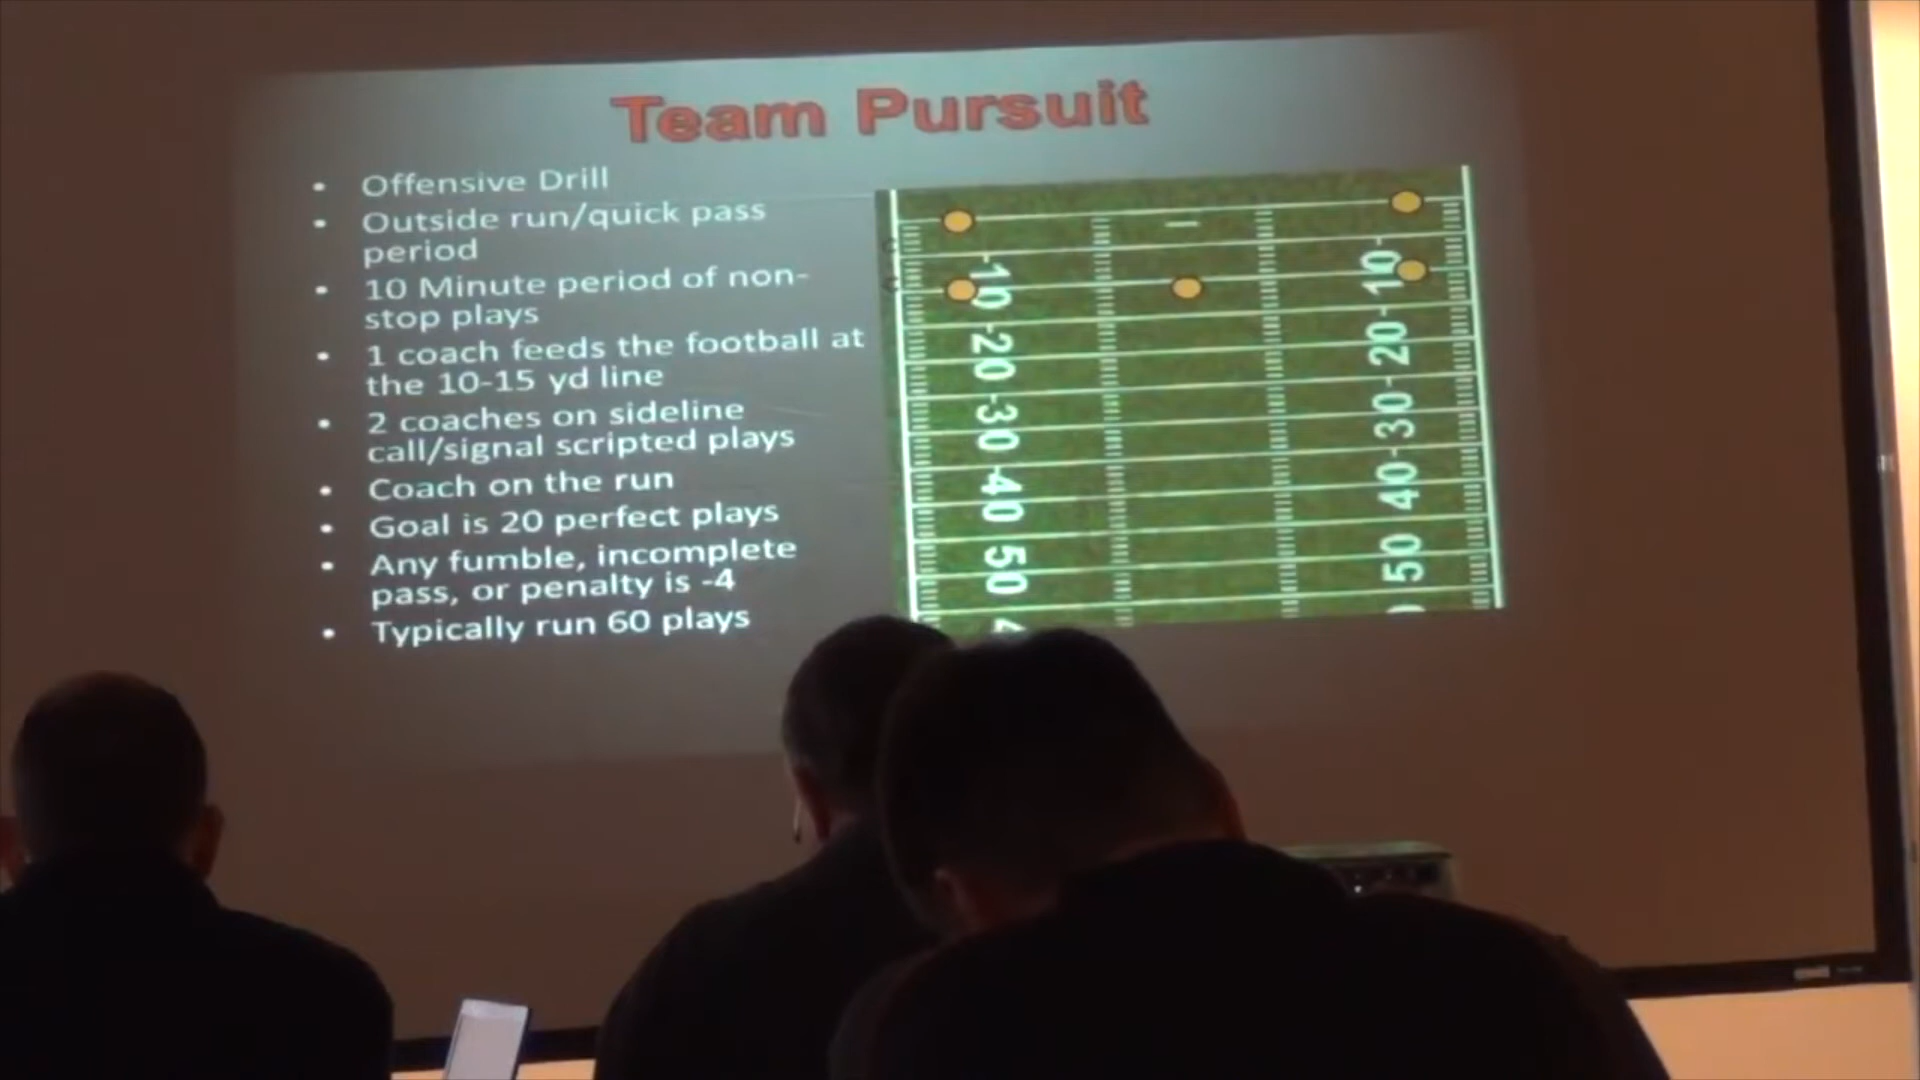 Team Pursuit
• Offensive Drill
• Outside run/quick pass
period
• 10 Minute period of non-
stop plays
• 1 coach feeds the football at
the 10-15 yd line
• 2 coaches on sideline
call/signal scripted plays
• Coach on the run
• Goal is 20 perfect plays
• Any fumble, incomplete
pass, or penalty is -4
• Typically run 60 plays
-10
-20
-30
-40
50
4
10-
20-
30-
40-
50